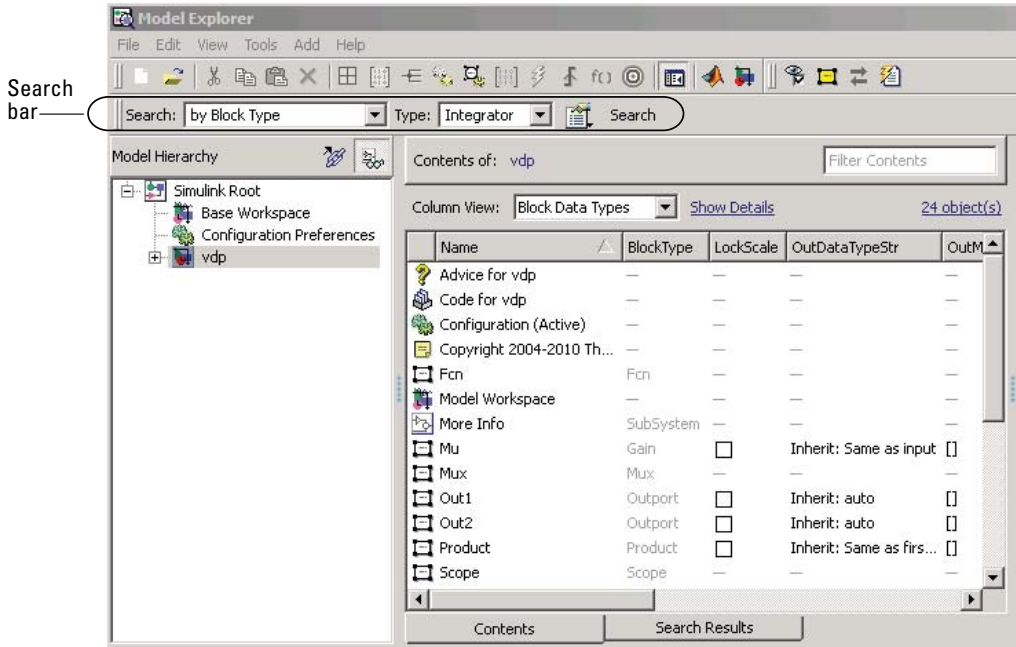 Model Explorer
File Edit View Tools Add Help
f()
Search bar
Search: by Block Type Type: Integrator Search
Model Hierarchy
Simulink Root
Base Workspace
Configuration Preferences
vdp
Contents of: vdp Filter Contents
Column View: Block Data Types Show Details 24 object(s)
Name BlockType LockScale OutDataTypeStr OutM
Advice for vdp — — — —
Code for vdp — — — —
Configuration (Active) — — — —
Copyright 2004-2010 Th... — — — —
Fcn Fcn — — —
Model Workspace — — — —
More Info SubSystem — — —
Mu Gain Inherit: Same as input []
Mux Mux — — —
Out1 Outport Inherit: auto []
Out2 Outport Inherit: auto []
Product Product Inherit: Same as firs... []
Scope Scope — — —
Contents Search Results